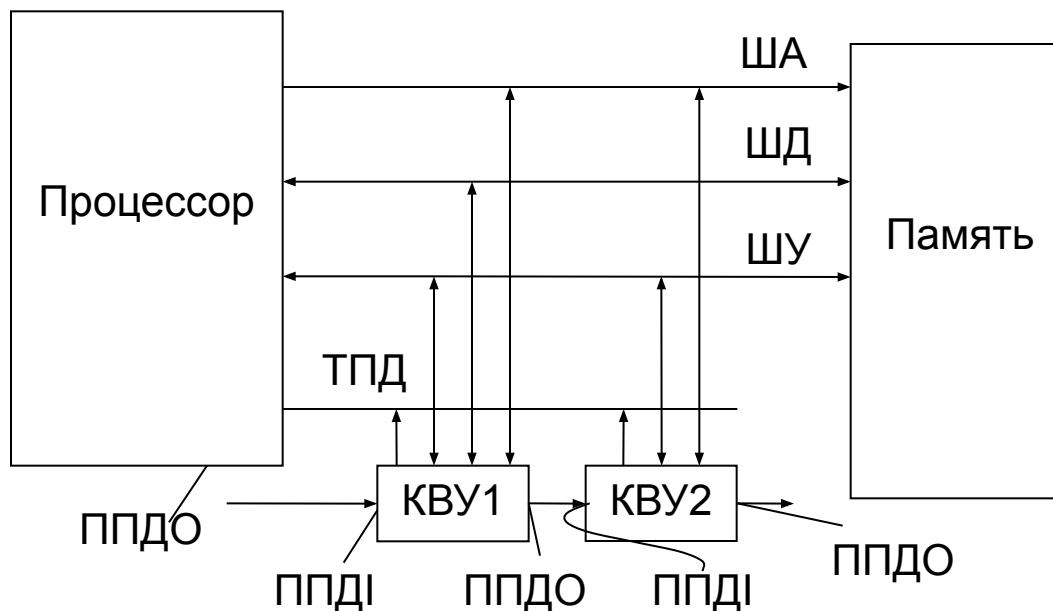 ША
ШД
Процессор
Память
ШУ
ТПД
КВУ1
КВУ2
ППДО
ППДО
ППДІ
ППДО
ППДІ